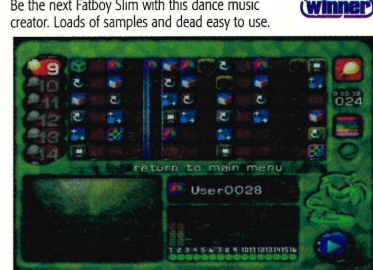 Be the next Fatboy Slim with this dance music
creator. Loads of samples and dead easy to use.
winner
9
10
11
12
13
14
0:00:38
024
return to main menu
User0028
1 2 3 4 5 6 7 8 9 10 11 12 13 14 15 16